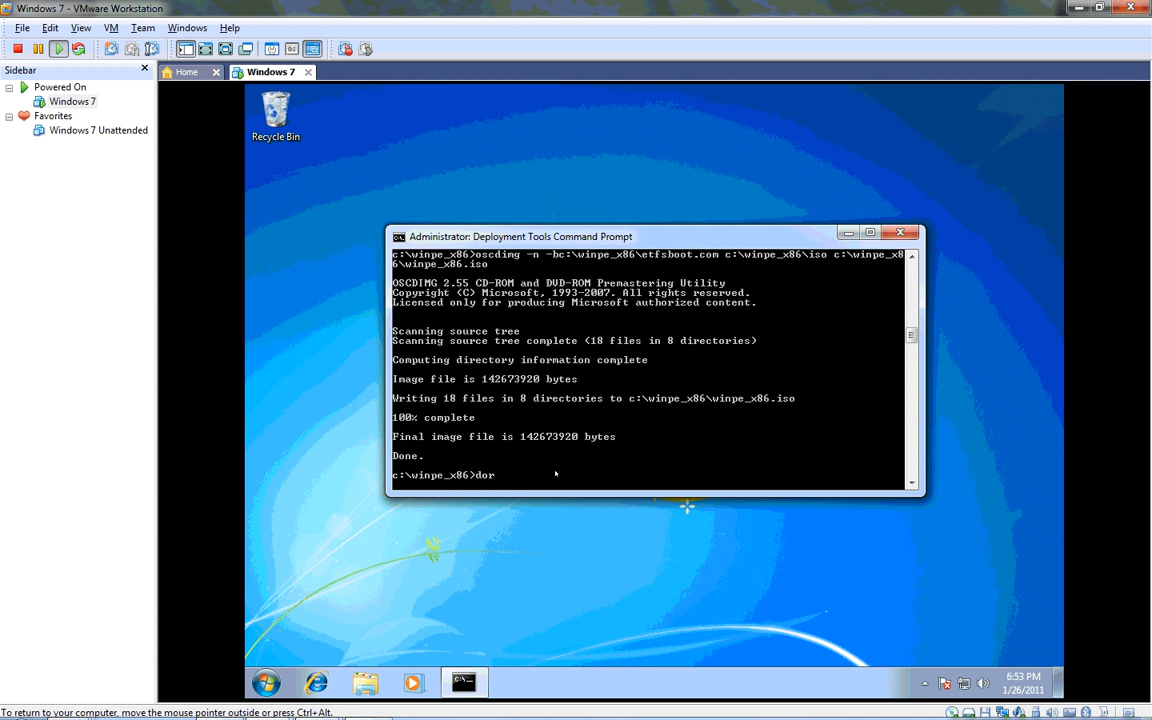 Windows 7 - VMware Workstation
File Edit View VM Team Windows Help
Sidebar
Home
Windows 7
Powered On
Windows 7
Favorites
Windows 7 Unattended
Recycle Bin
Administrator: Deployment Tools Command Prompt
c:\winpe_x86>oscdimg -n -bc:\winpe_x86\etfsboot.com c:\winpe_x86\iso c:\winpe_x8
6\winpe_x86.iso
OSCDIMG 2.55 CD-ROM and DVD-ROM Premastering Utility
Copyright (C) Microsoft, 1993-2007. All rights reserved.
Licensed only for producing Microsoft authorized content.
Scanning source tree
Scanning source tree complete (18 files in 8 directories)
Computing directory information complete
Image file is 142673920 bytes
Writing 18 files in 8 directories to c:\winpe_x86\winpe_x86.iso
100% complete
Final image file is 142673920 bytes
Done.
c:\winpe_x86>dor
6:53 PM
1/26/2011
To return to your computer, move the mouse pointer outside or press Ctrl+Alt.